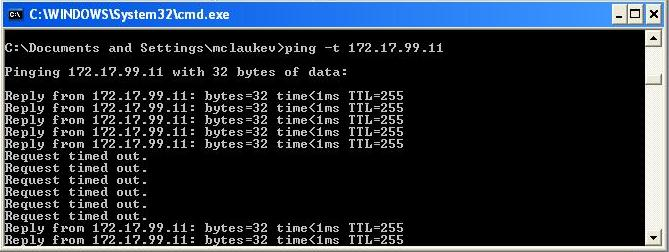 C:\WINDOWS\System32\cmd.exe
C:\Documents and Settings\mclaukev>ping -t 172.17.99.11
Pinging 172.17.99.11 with 32 bytes of data:
Reply from 172.17.99.11: bytes=32 time<1ms TTL=255
Reply from 172.17.99.11: bytes=32 time<1ms TTL=255
Reply from 172.17.99.11: bytes=32 time<1ms TTL=255
Reply from 172.17.99.11: bytes=32 time<1ms TTL=255
Reply from 172.17.99.11: bytes=32 time<1ms TTL=255
Request timed out.
Request timed out.
Request timed out.
Request timed out.
Request timed out.
Request timed out.
Reply from 172.17.99.11: bytes=32 time<1ms TTL=255
Reply from 172.17.99.11: bytes=32 time<1ms TTL=255